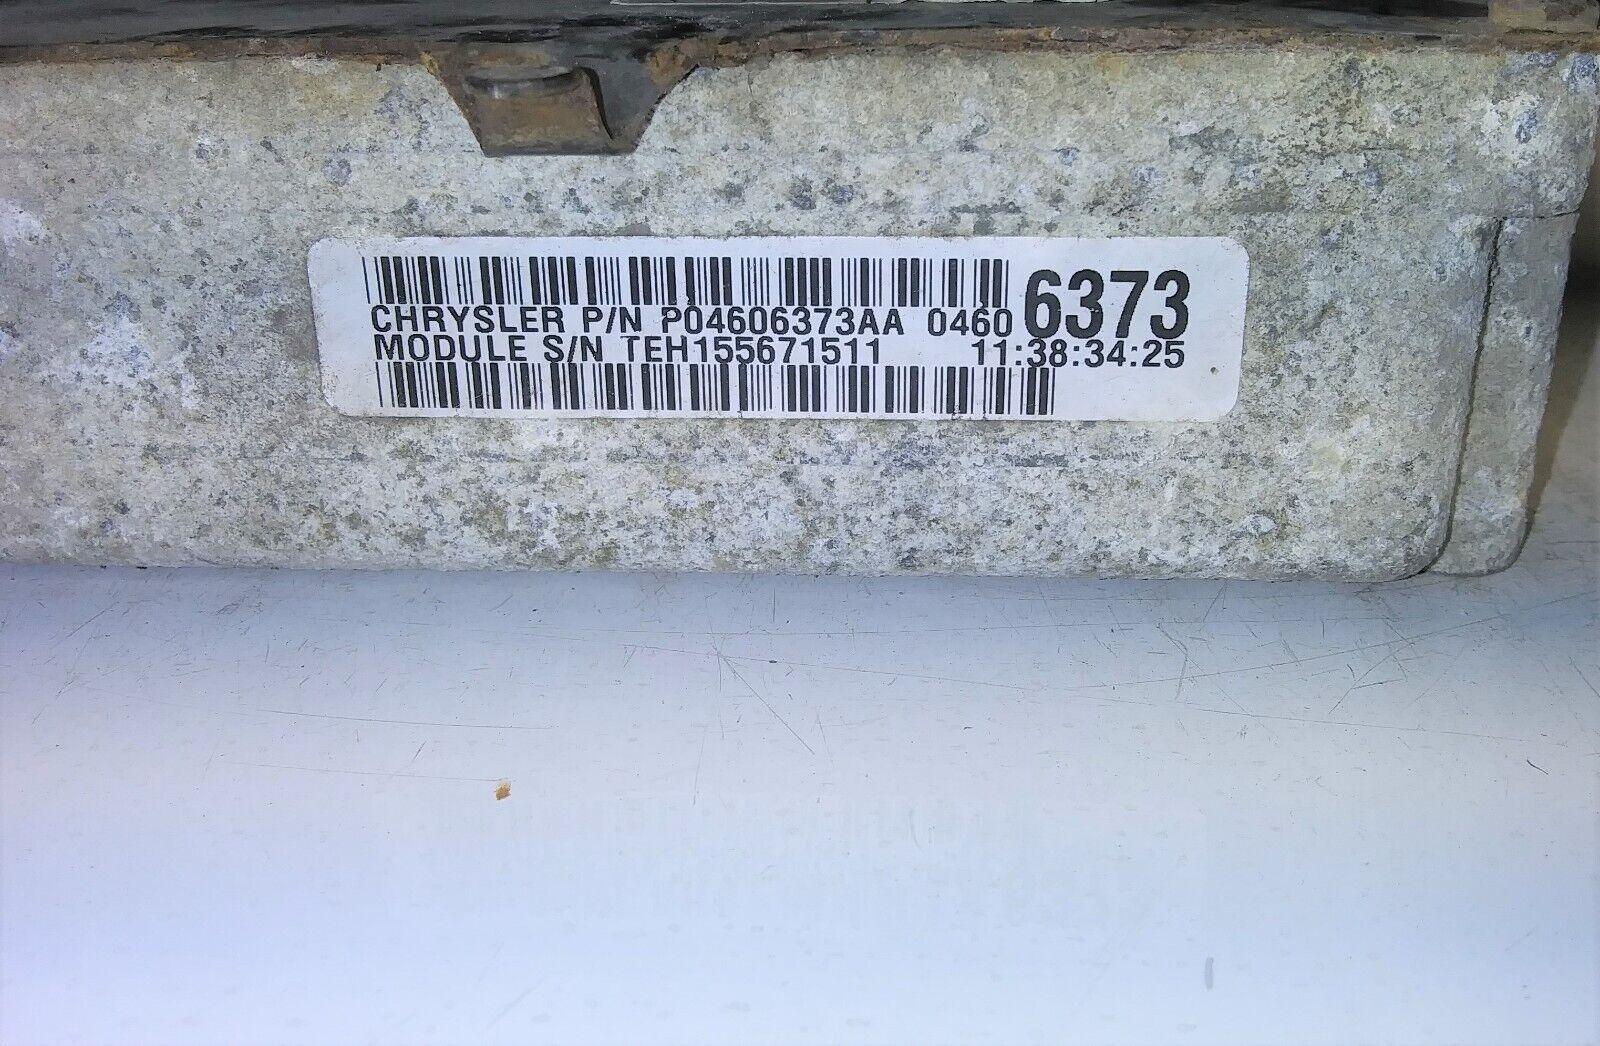 CHRYSLER P/N P04606373AA 0460 6373
MODULE S/N TEH155671511 11:38:34:25